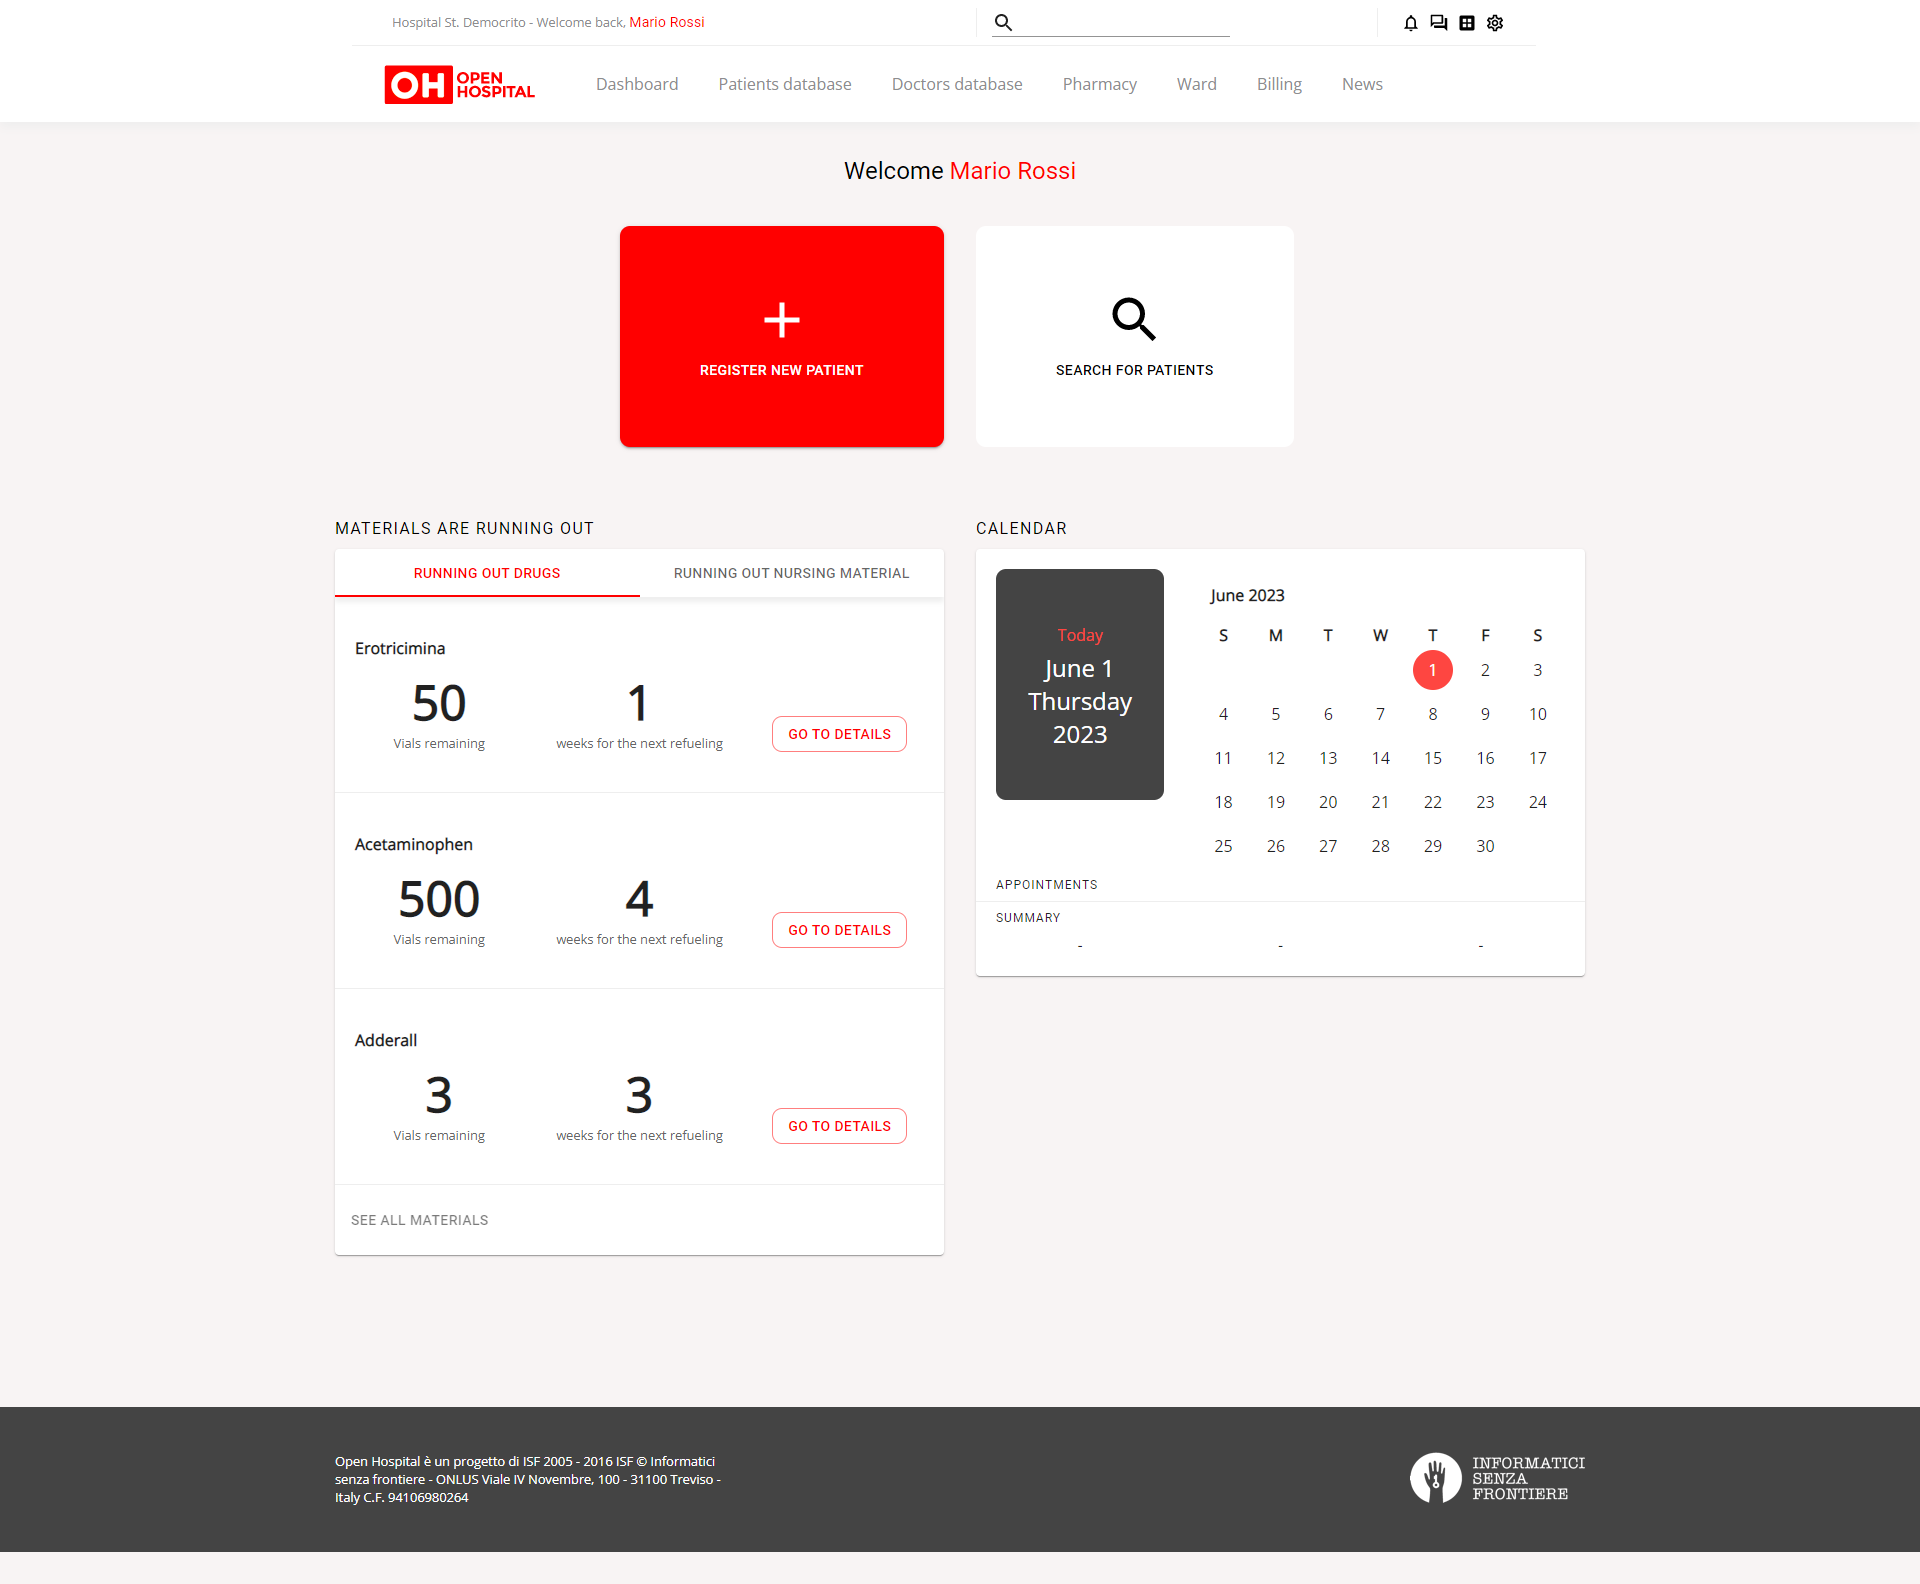 Hospital St. Democrito - Welcome back, Mario Rossi
OH OPEN HOSPITAL
Dashboard Patients database Doctors database Pharmacy Ward Billing News
Welcome Mario Rossi
REGISTER NEW PATIENT
SEARCH FOR PATIENTS
MATERIALS ARE RUNNING OUT
RUNNING OUT DRUGS RUNNING OUT NURSING MATERIAL
Erotricimina
50 1
Vials remaining weeks for the next refueling GO TO DETAILS
Acetaminophen
500 4
Vials remaining weeks for the next refueling GO TO DETAILS
Adderall
3 3
Vials remaining weeks for the next refueling GO TO DETAILS
SEE ALL MATERIALS
CALENDAR
Today
June 1
Thursday
2023
June 2023
S M T W T F S
1 2 3
4 5 6 7 8 9 10
11 12 13 14 15 16 17
18 19 20 21 22 23 24
25 26 27 28 29 30
APPOINTMENTS
SUMMARY
- - -
Open Hospital è un progetto di ISF 2005 - 2016 ISF © Informatici
senza frontiere - ONLUS Viale IV Novembre, 100 - 31100 Treviso -
Italy C.F. 94106980264
INFORMATICI
SENZA
FRONTIERE